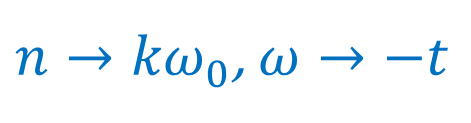 n → kω₀, ω → −t